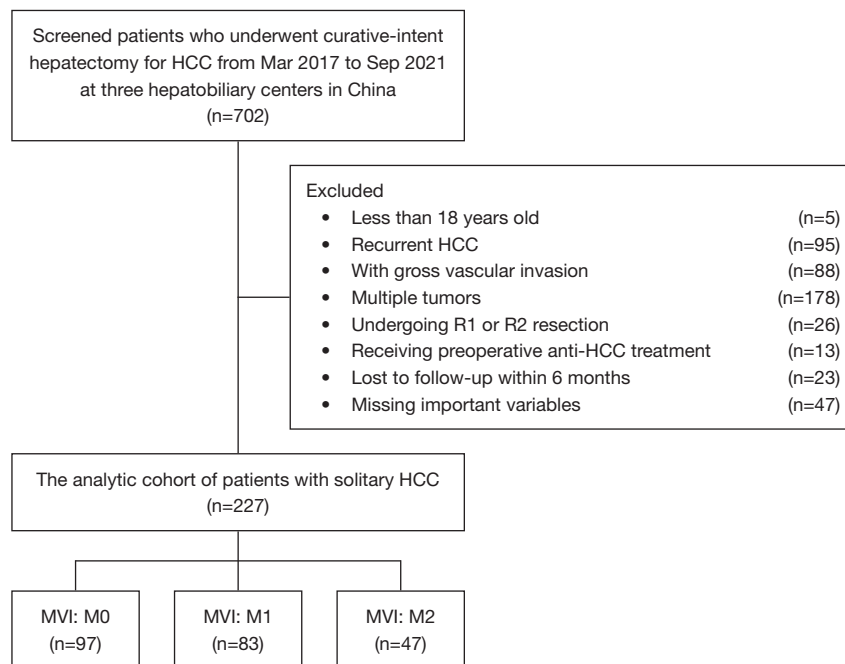 Screened patients who underwent curative-intent
hepatectomy for HCC from Mar 2017 to Sep 2021
at three hepatobiliary centers in China
(n=702)
Excluded
• Less than 18 years old (n=5)
• Recurrent HCC (n=95)
• With gross vascular invasion (n=88)
• Multiple tumors (n=178)
• Undergoing R1 or R2 resection (n=26)
• Receiving preoperative anti-HCC treatment (n=13)
• Lost to follow-up within 6 months (n=23)
• Missing important variables (n=47)
The analytic cohort of patients with solitary HCC
(n=227)
MVI: M0
(n=97)
MVI: M1
(n=83)
MVI: M2
(n=47)